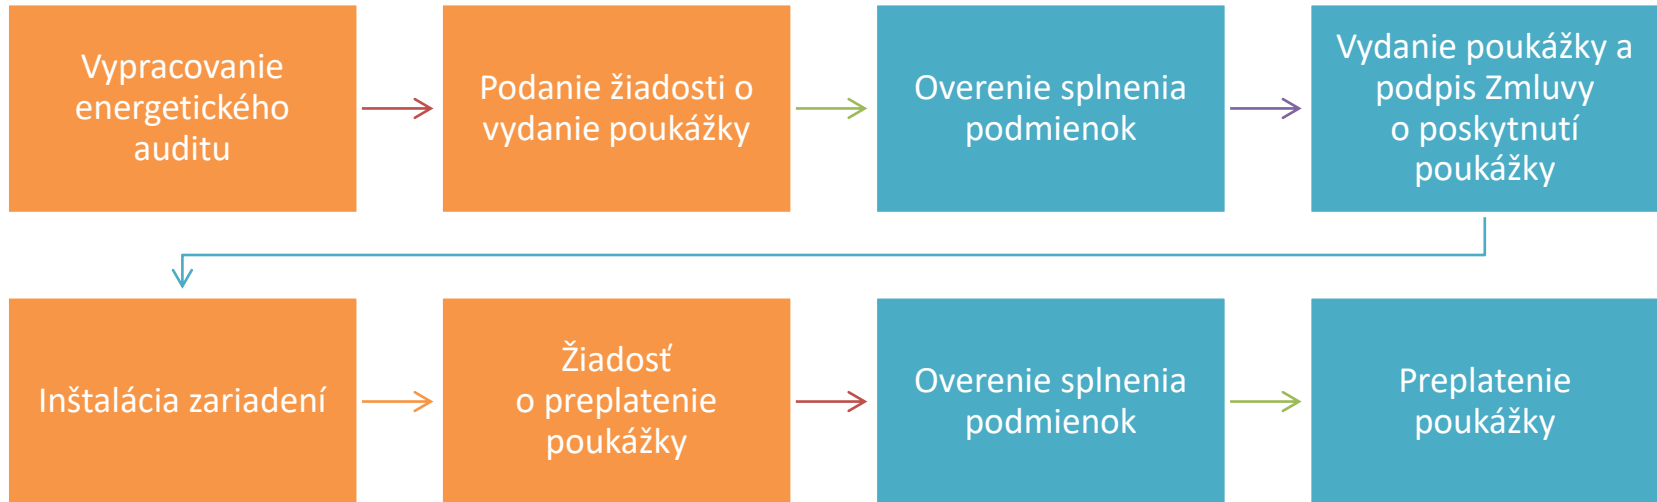 Vypracovanie
energetického
auditu
Podanie žiadosti o
vydanie poukážky
Overenie splnenia
podmienok
Vydanie poukážky a
podpis Zmluvy
o poskytnutí
poukážky
Inštalácia zariadení
Žiadosť
o preplatenie
poukážky
Overenie splnenia
podmienok
Preplatenie
poukážky